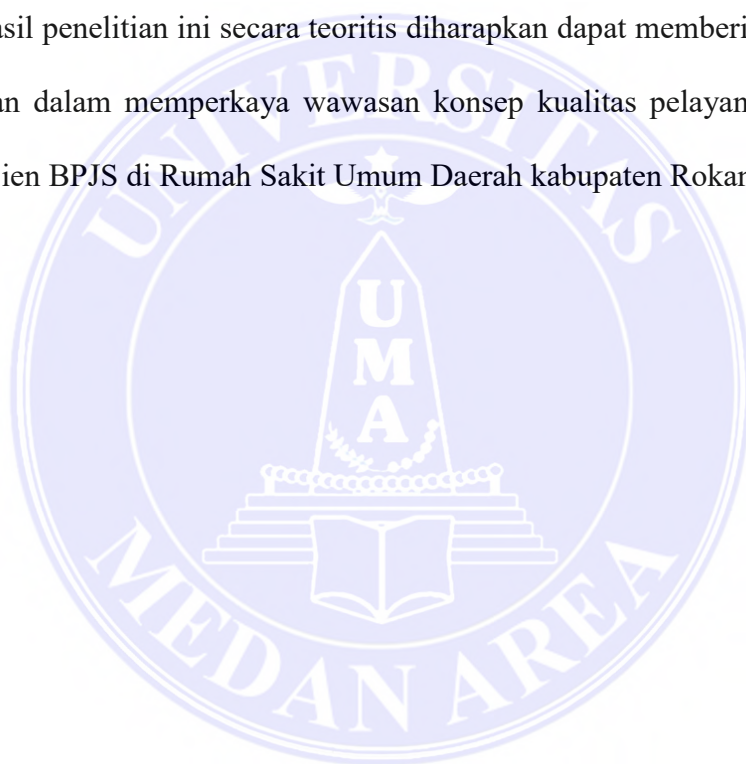 asil penelitian ini secara teoritis diharapkan dapat memberi
an dalam memperkaya wawasan konsep kualitas pelayan
ien BPJS di Rumah Sakit Umum Daerah kabupaten Rokan
UNIVERSITAS
UMA
MEDAN AREA